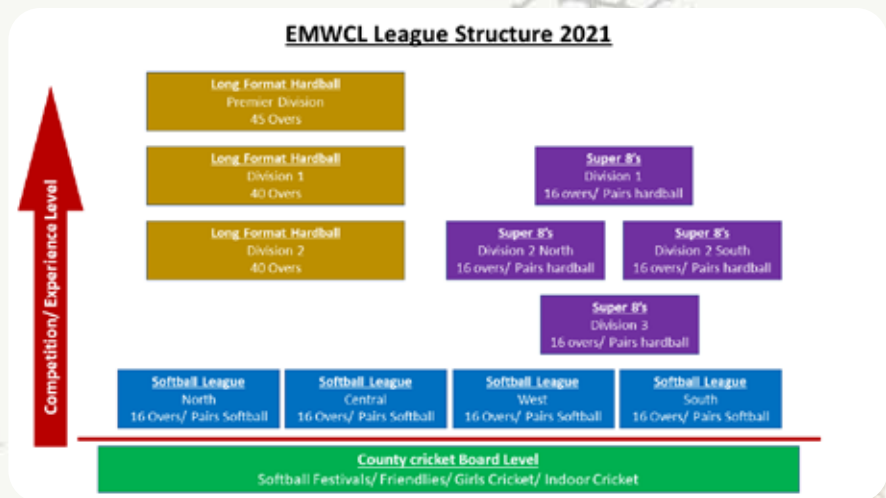 EMWCL League Structure 2021
Competition/ Experience Level
Long Format Hardball
Premier Division
45 Overs
Long Format Hardball
Division 1
40 Overs
Super 8's
Division 1
16 overs/ Pairs hardball
Long Format Hardball
Division 2
40 Overs
Super 8's
Division 2 North
16 overs/ Pairs hardball
Super 8's
Division 2 South
16 overs/ Pairs hardball
Super 8's
Division 3
16 overs/ Pairs hardball
Softball League
North
16 Overs/ Pairs Softball
Softball League
Central
16 Overs/ Pairs Softball
Softball League
West
16 Overs/ Pairs Softball
Softball League
South
16 Overs/ Pairs Softball
County cricket Board Level
Softball Festivals/ Friendlies/ Girls Cricket/ Indoor Cricket